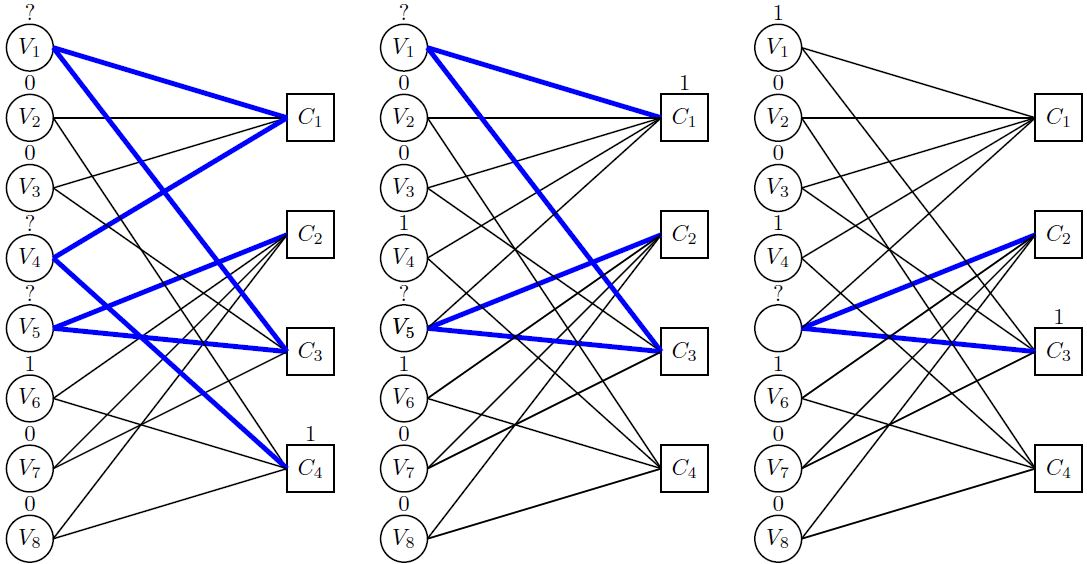 ? ? 1
V1 V1 V1
0 0 0
1
V2 C1 V2 C1 V2 C1
0 0 0
V3 V3 V3
? 1 1
C2 C2 C2
V4 V4 V4
? ? ?
1
V5 V5
C3 C3 C3
1 1 1
V6 V6 V6
0 1 0 0
V7 C4 V7 C4 V7 C4
0 0 0
V8 V8 V8